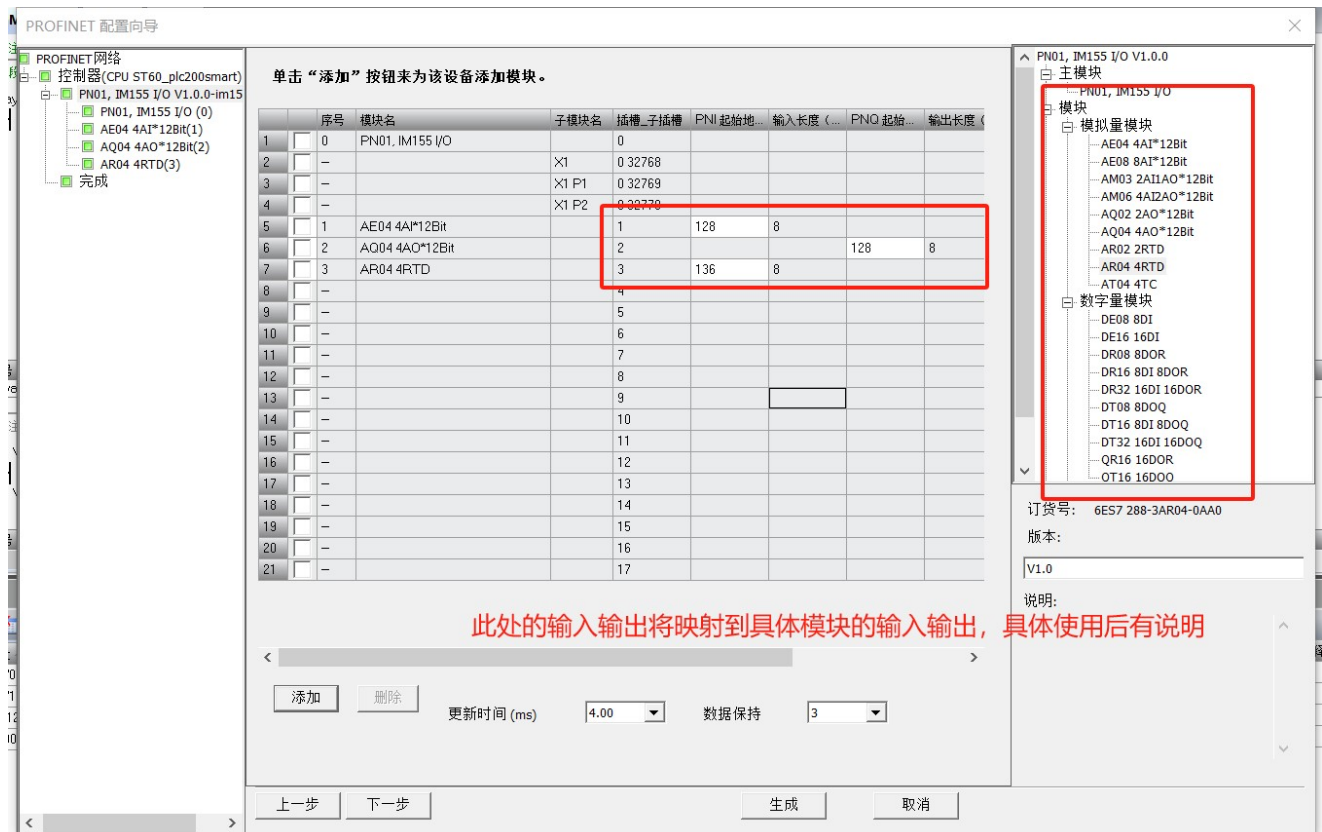 PROFINET 配置向导
PROFINET网络
控制器(CPU ST60_plc200smart)
PN01, IM155 I/O V1.0.0-im15
PN01, IM155 I/O (0)
AE04 4AI*12Bit(1)
AQ04 4AO*12Bit(2)
AR04 4RTD(3)
完成
单击“添加”按钮来为该设备添加模块。
序号 模块名 子模块名 插槽_子插槽 PNI 起始地... 输入长度（... PNQ 起始... 输出长度（
1 0 PN01, IM155 I/O 0
2 – X1 0 32768
3 – X1 P1 0 32769
4 – X1 P2 0 32770
5 1 AE04 4AI*12Bit 1 128 8
6 2 AQ04 4AO*12Bit 2 128 8
7 3 AR04 4RTD 3 136 8
8 – 4
9 – 5
10 – 6
11 – 7
12 – 8
13 – 9
14 – 10
15 – 11
16 – 12
17 – 13
18 – 14
19 – 15
20 – 16
21 – 17
此处的输入输出将映射到具体模块的输入输出，具体使用后有说明
添加 删除
更新时间 (ms) 4.00 数据保持 3
上一步 下一步 生成 取消
PN01, IM155 I/O V1.0.0
主模块
PN01, IM155 I/O
模块
模拟量模块
AE04 4AI*12Bit
AE08 8AI*12Bit
AM03 2AI1AO*12Bit
AM06 4AI2AO*12Bit
AQ02 2AO*12Bit
AQ04 4AO*12Bit
AR02 2RTD
AR04 4RTD
AT04 4TC
数字量模块
DE08 8DI
DE16 16DI
DR08 8DOR
DR16 8DI 8DOR
DR32 16DI 16DOR
DT08 8DOQ
DT16 8DI 8DOQ
DT32 16DI 16DOQ
QR16 16DOR
订货号: 6ES7 288-3AR04-0AA0
版本:
V1.0
说明: